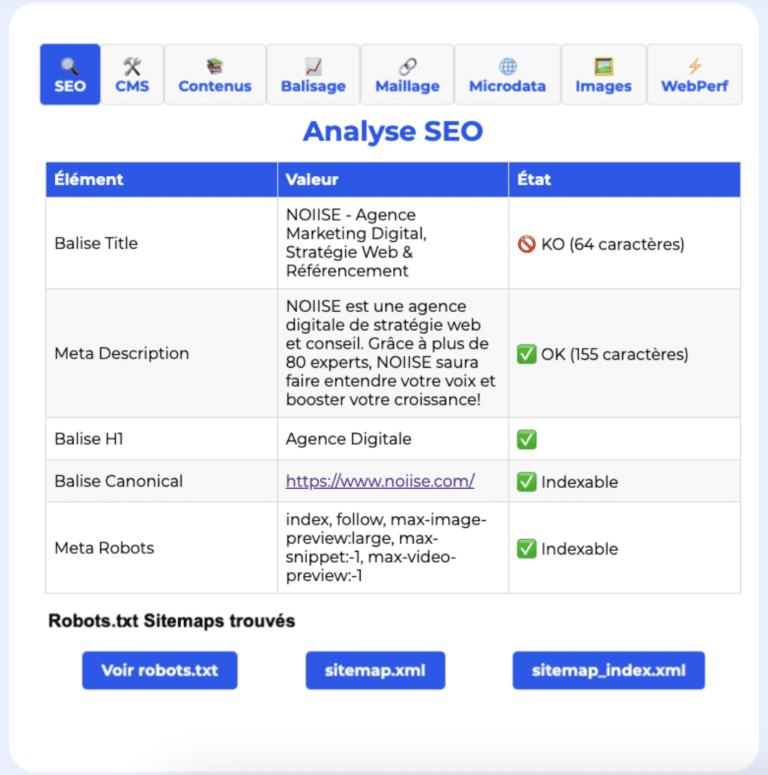 SEO
CMS
Contenus
Balisage
Maillage
Microdata
Images
WebPerf
Analyse SEO
Élément
Valeur
État
Balise Title
NOIISE - Agence
Marketing Digital,
Stratégie Web &
Référencement
KO (64 caractères)
Meta Description
NOIISE est une agence
digitale de stratégie web
et conseil. Grâce à plus de
80 experts, NOIISE saura
faire entendre votre voix et
booster votre croissance!
OK (155 caractères)
Balise H1
Agence Digitale
Balise Canonical
https://www.noiise.com/
Indexable
Meta Robots
index, follow, max-image-
preview:large, max-
snippet:-1, max-video-
preview:-1
Indexable
Robots.txt Sitemaps trouvés
Voir robots.txt
sitemap.xml
sitemap_index.xml